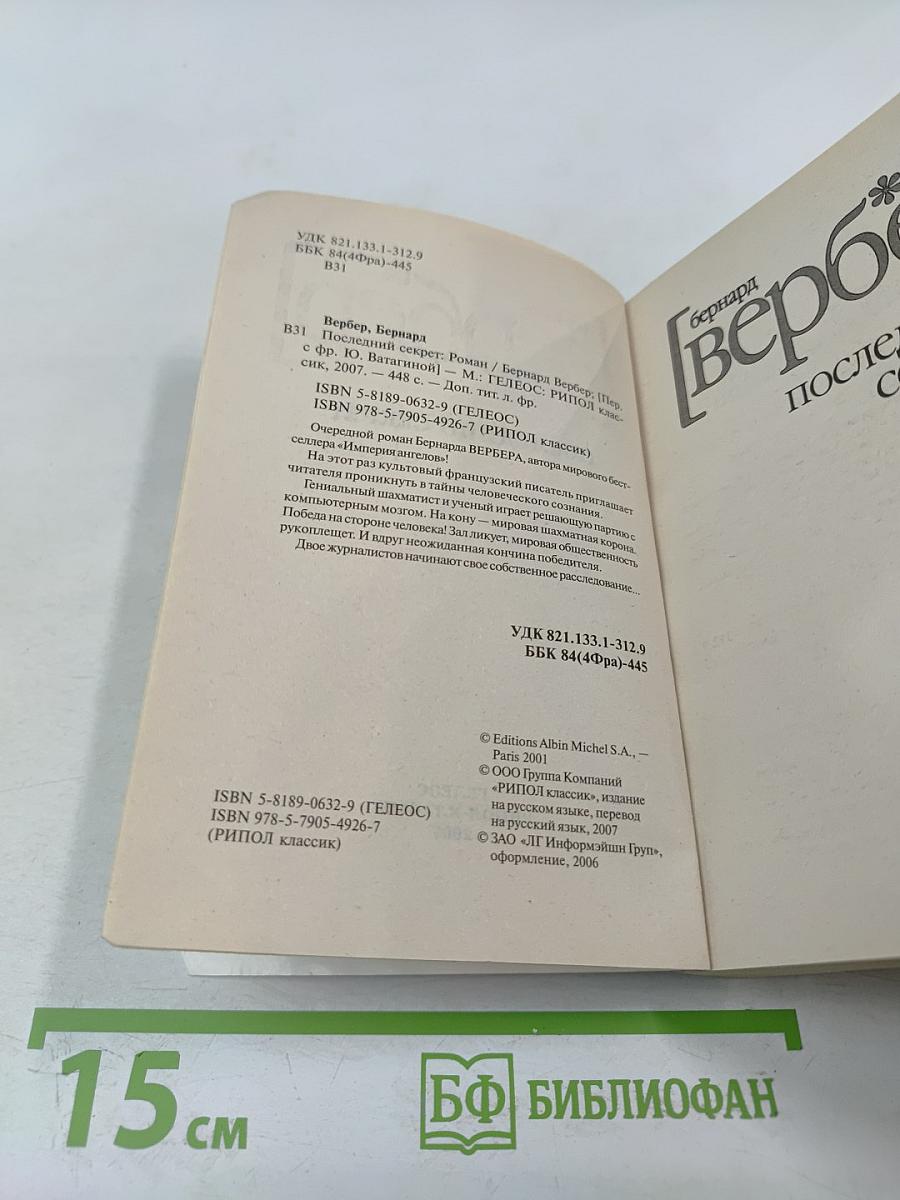 УДК 821.133.1-312.9
ББК 84(4Фра)-445
В31
Вербер, Бернард
В31 Последний секрет: Роман / Бернард Вербер; [Пер.
с фр. Ю. Ватагиной] — М.: ГЕЛЕОС: РИПОЛ клас-
сик, 2007. — 448 с. — Доп. тит. л. фр.
ISBN 5-8189-0632-9 (ГЕЛЕОС)
ISBN 978-5-7905-4926-7 (РИПОЛ классик)
Очередной роман Бернарда ВЕРБЕРА, автора мирового бест-
селлера «Империя ангелов»!
На этот раз культовый французский писатель приглашает
читателя проникнуть в тайны человеческого сознания.
Гениальный шахматист и ученый играет решающую партию с
компьютерным мозгом. На кону — мировая шахматная корона.
Победа на стороне человека! Зал ликует, мировая общественность
рукоплещет. И вдруг неожиданная кончина победителя.
Двое журналистов начинают свое собственное расследование...
УДК 821.133.1-312.9
ББК 84(4Фра)-445
© Editions Albin Michel S.A., —
Paris 2001
© ООО Группа Компаний
«РИПОЛ классик», издание
на русском языке, перевод
на русский язык, 2007
© ЗАО «ЛГ Информэйшн Груп»,
оформление, 2006
ISBN 5-8189-0632-9 (ГЕЛЕОС)
ISBN 978-5-7905-4926-7
(РИПОЛ классик)
[бернард
вербе
послед
се
15 см
БФ БИБЛИОФАН